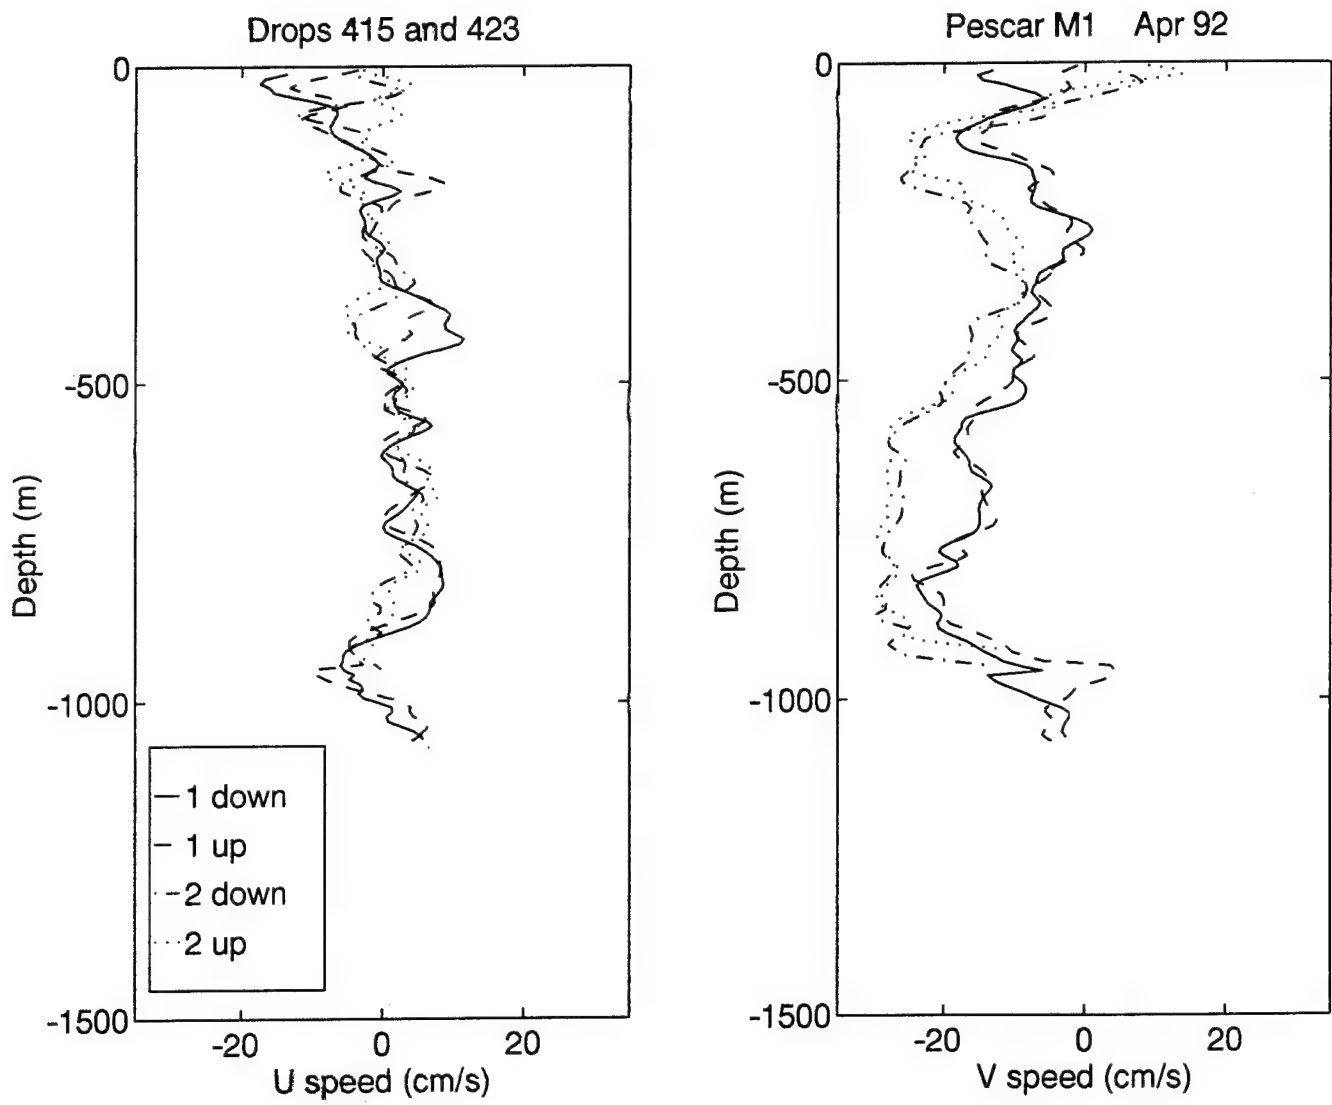 Drops 415 and 423
0
-500
-1000
-1500
Depth (m)
1 down
1 up
2 down
2 up
-20 0 20
U speed (cm/s)
Pescar M1 Apr 92
0
-500
-1000
-1500
Depth (m)
-20 0 20
V speed (cm/s)